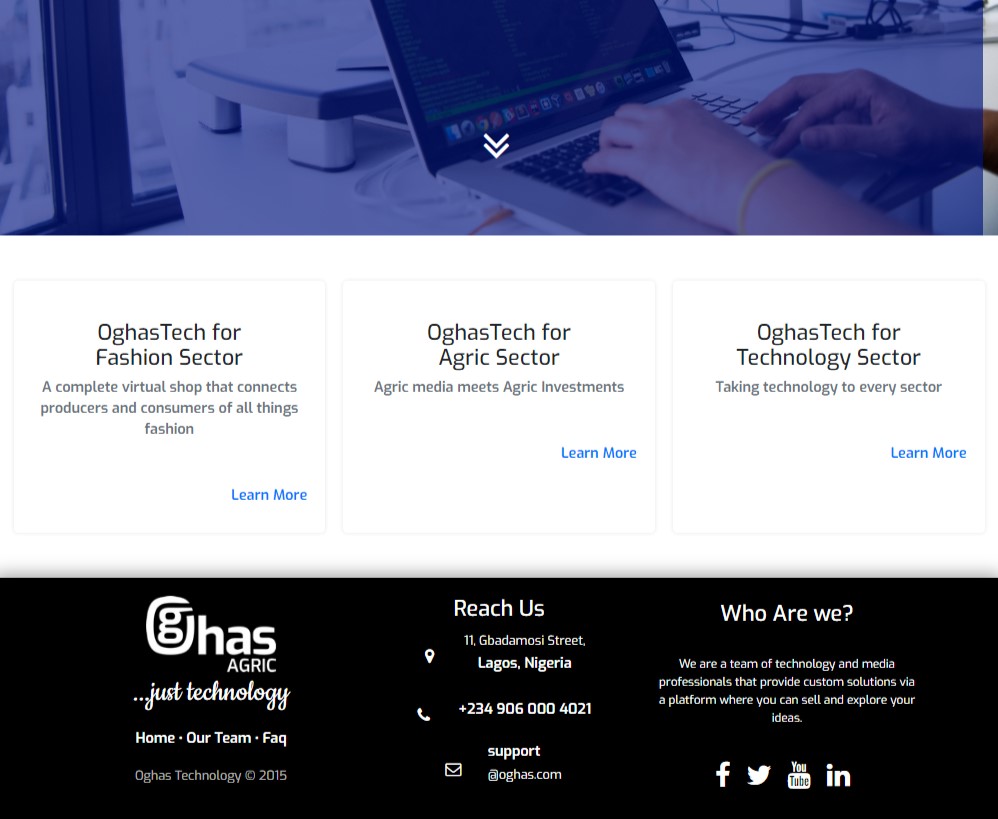 OghasTech for
Fashion Sector
A complete virtual shop that connects
producers and consumers of all things
fashion
Learn More
OghasTech for
Agric Sector
Agric media meets Agric Investments
Learn More
OghasTech for
Technology Sector
Taking technology to every sector
Learn More
Oghas
AGRIC
...just technology
Home · Our Team · Faq
Oghas Technology © 2015
Reach Us
11, Gbadamosi Street,
Lagos, Nigeria
+234 906 000 4021
support
@oghas.com
Who Are we?
We are a team of technology and media
professionals that provide custom solutions via
a platform where you can sell and explore your
ideas.
You
Tube
in